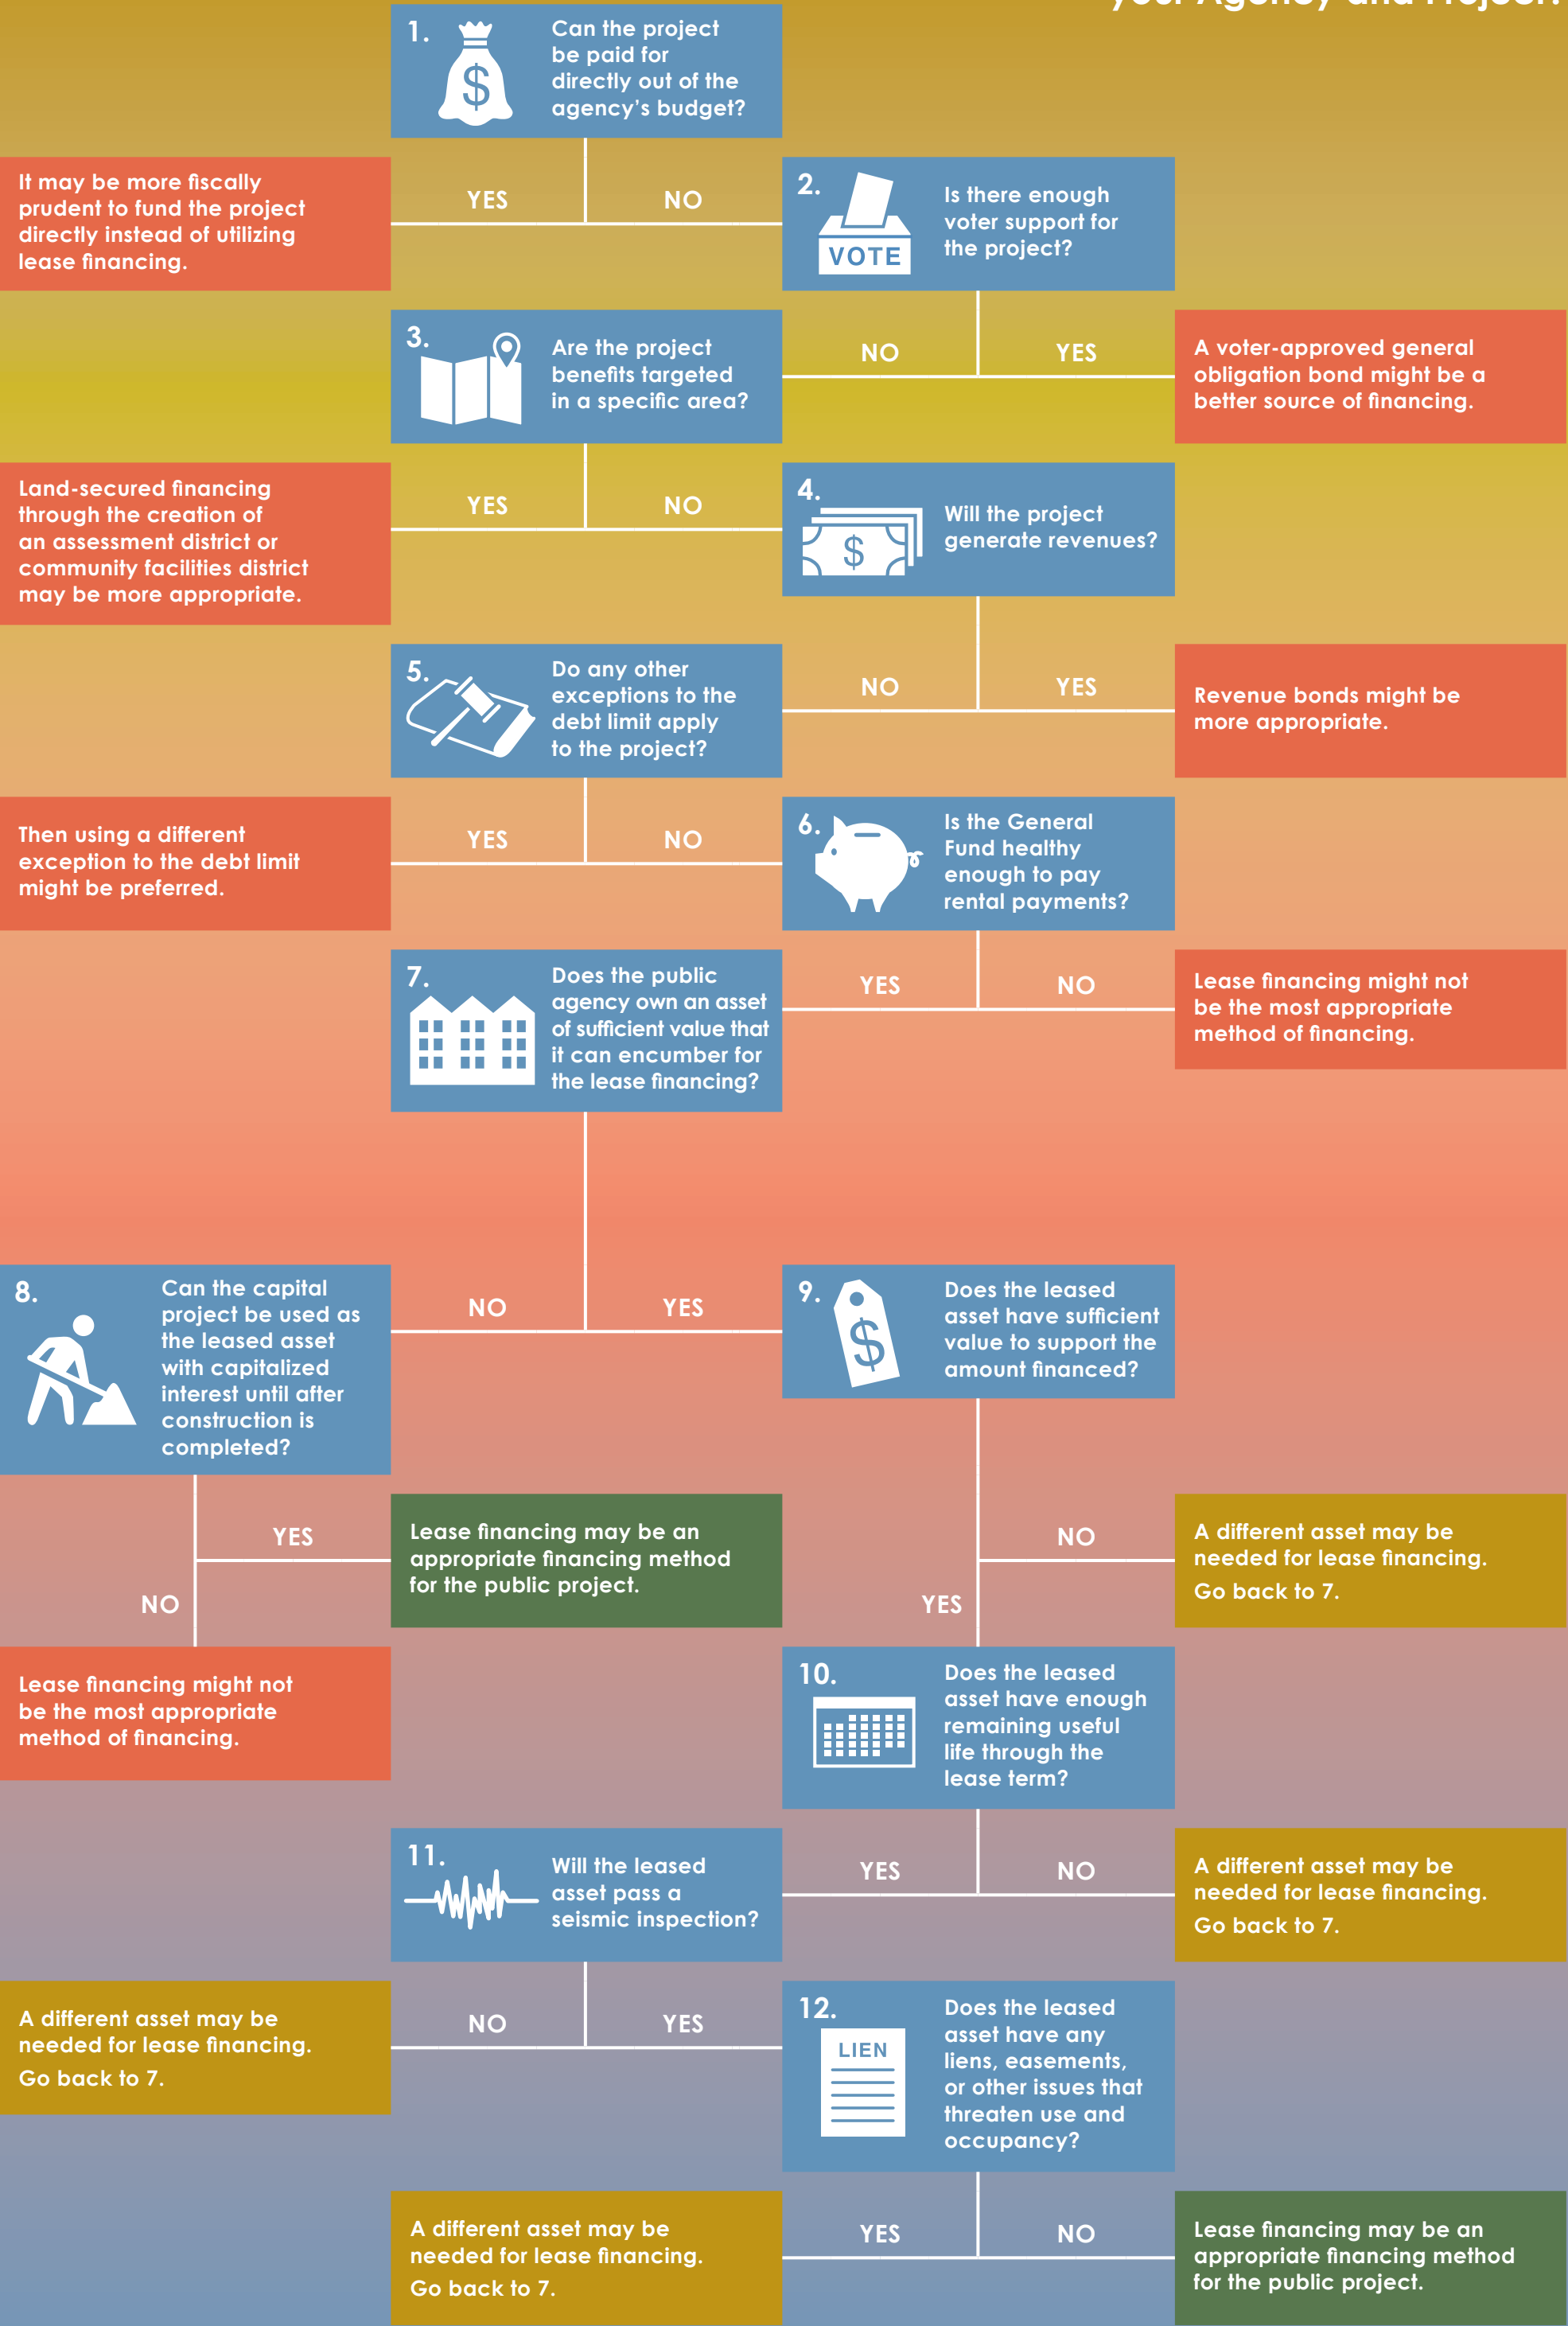 your Agency and Project?
1.
$
Can the project
be paid for
directly out of the
agency's budget?
It may be more fiscally
prudent to fund the project
directly instead of utilizing
lease financing.
YES
NO
2.
VOTE
Is there enough
voter support for
the project?
3.
Are the project
benefits targeted
in a specific area?
NO
YES
A voter-approved general
obligation bond might be a
better source of financing.
Land-secured financing
through the creation of
an assessment district or
community facilities district
may be more appropriate.
YES
NO
4.
$
Will the project
generate revenues?
5.
Do any other
exceptions to the
debt limit apply
to the project?
NO
YES
Revenue bonds might be
more appropriate.
Then using a different
exception to the debt limit
might be preferred.
YES
NO
6.
Is the General
Fund healthy
enough to pay
rental payments?
7.
Does the public
agency own an asset
of sufficient value that
it can encumber for
the lease financing?
YES
NO
Lease financing might not
be the most appropriate
method of financing.
8.
Can the capital
project be used as
the leased asset
with capitalized
interest until after
construction is
completed?
NO
YES
9.
$
Does the leased
asset have sufficient
value to support the
amount financed?
YES
NO
Lease financing may be an
appropriate financing method
for the public project.
NO
YES
A different asset may be
needed for lease financing.
Go back to 7.
Lease financing might not
be the most appropriate
method of financing.
10.
Does the leased
asset have enough
remaining useful
life through the
lease term?
11.
Will the leased
asset pass a
seismic inspection?
YES
NO
A different asset may be
needed for lease financing.
Go back to 7.
A different asset may be
needed for lease financing.
Go back to 7.
NO
YES
12.
LIEN
Does the leased
asset have any
liens, easements,
or other issues that
threaten use and
occupancy?
A different asset may be
needed for lease financing.
Go back to 7.
YES
NO
Lease financing may be an
appropriate financing method
for the public project.